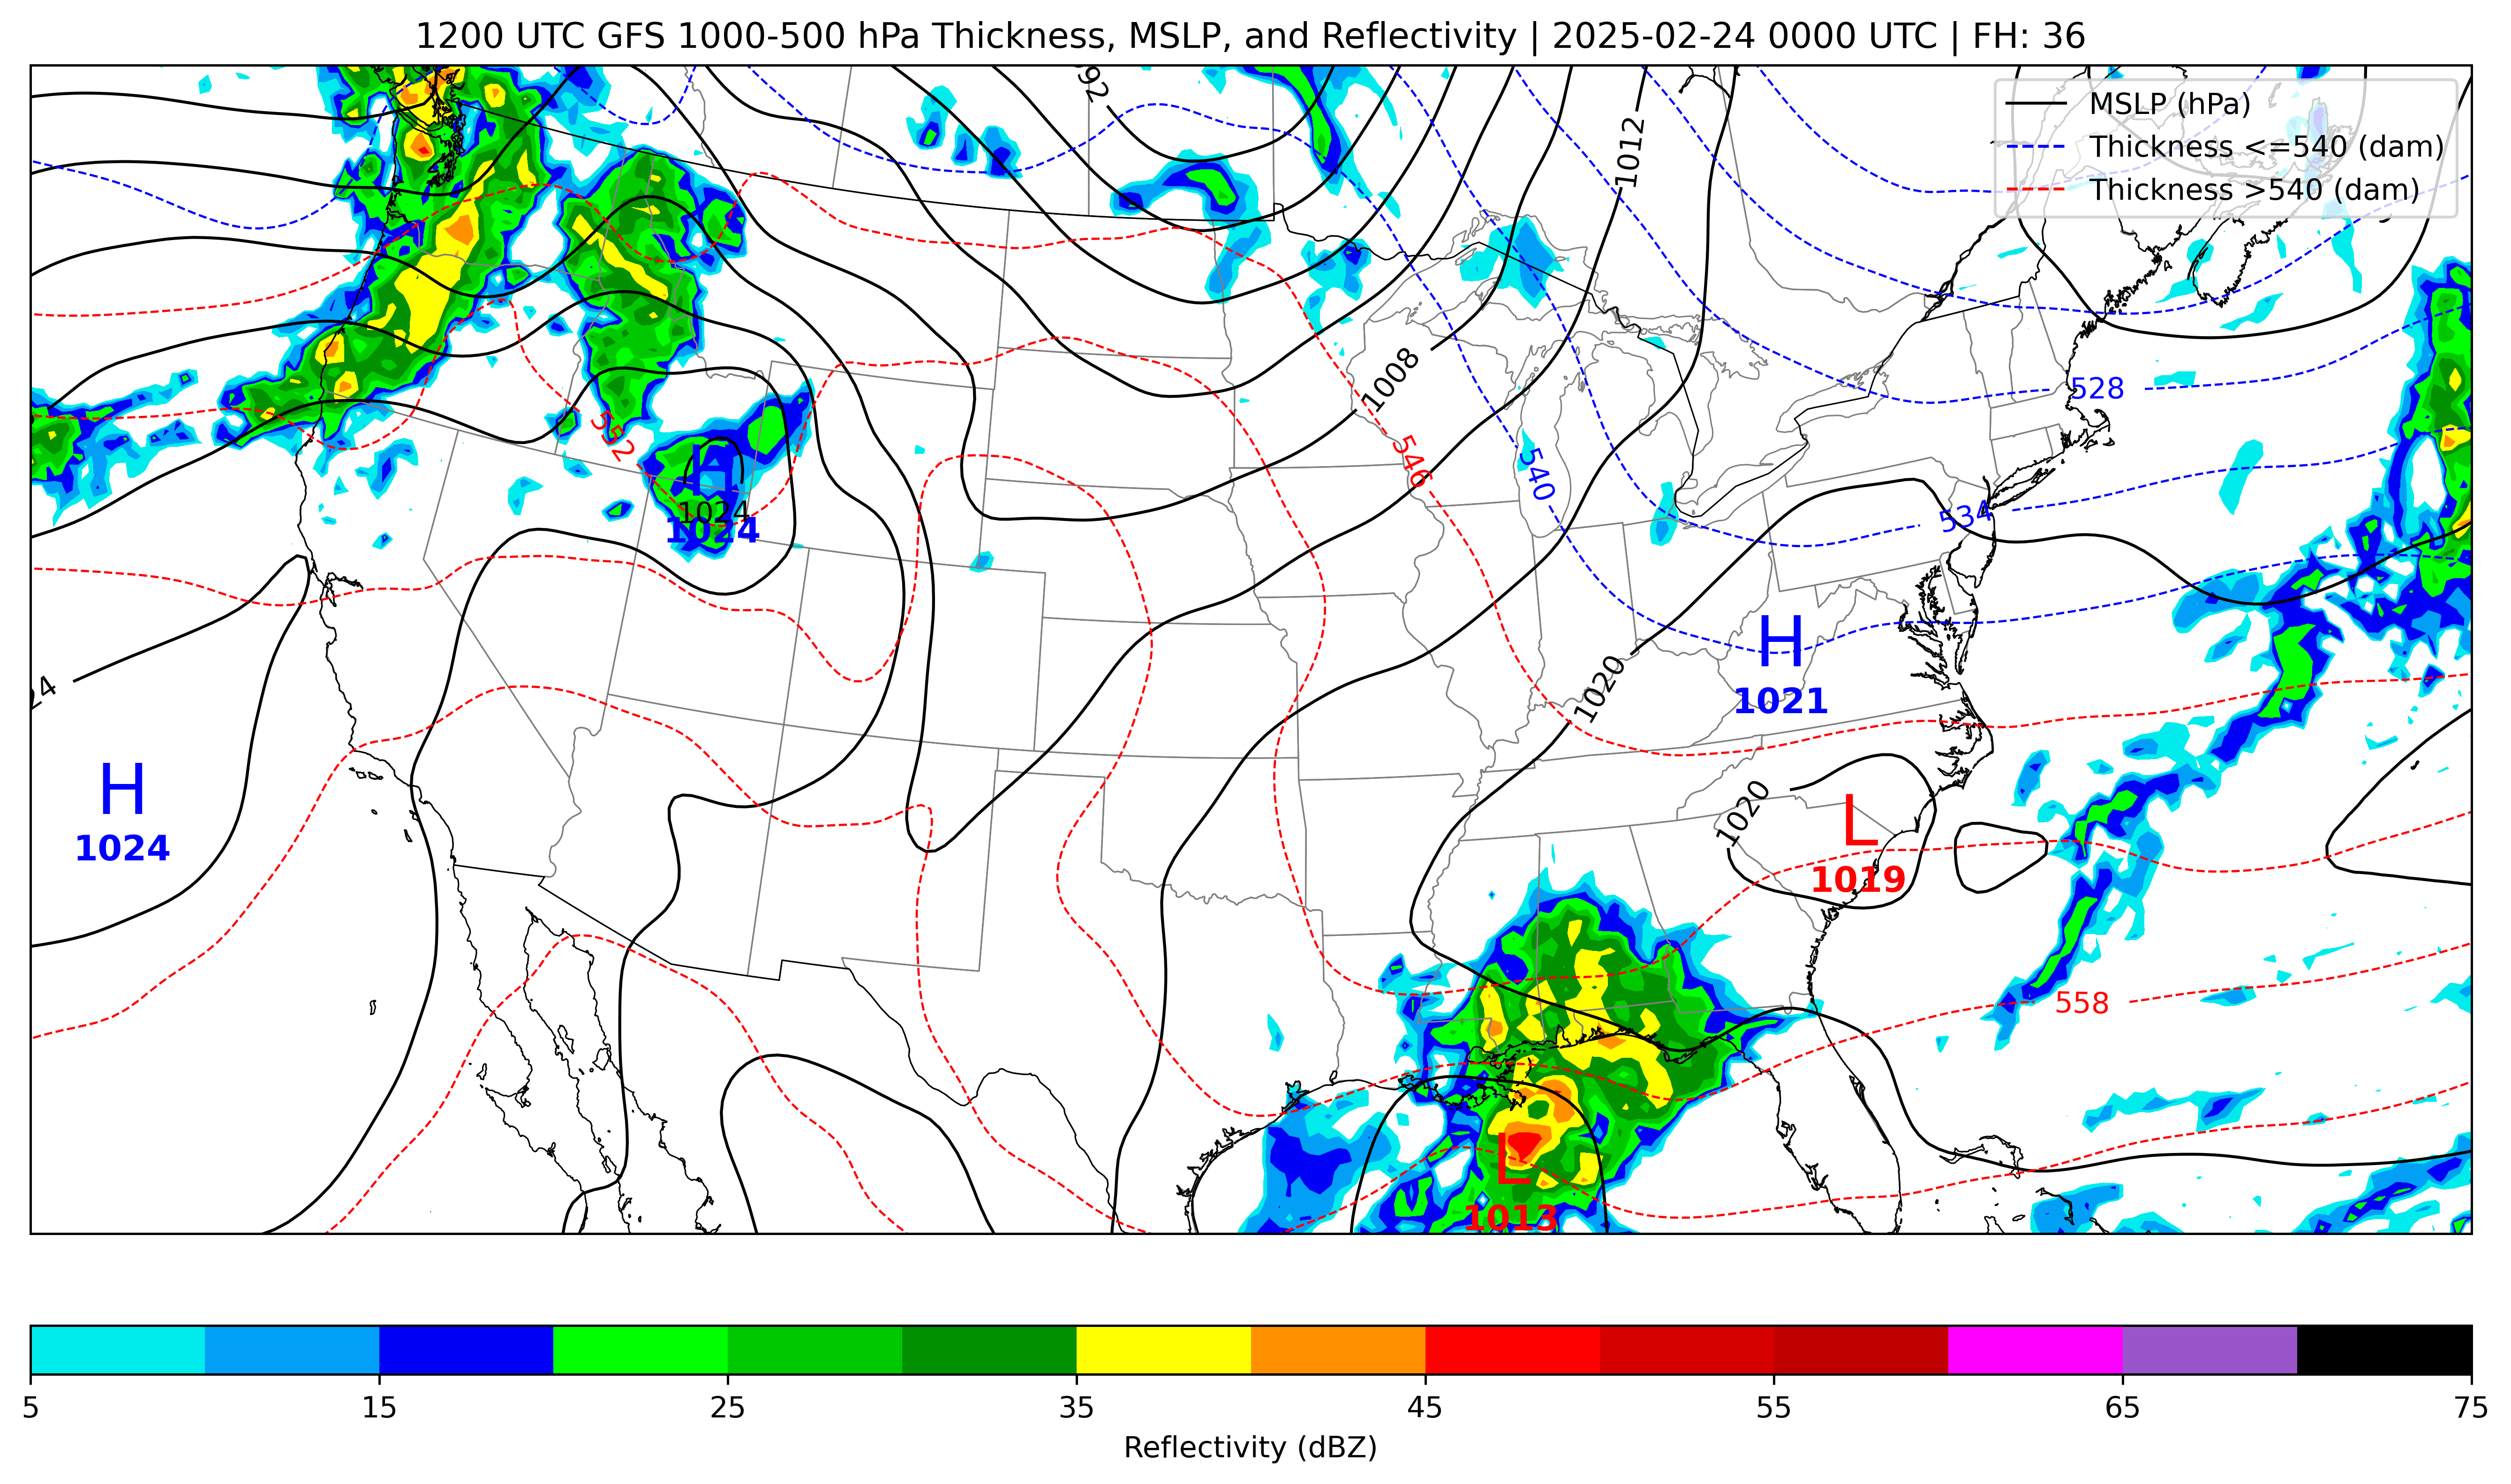 1200 UTC GFS 1000-500 hPa Thickness, MSLP, and Reflectivity | 2025-02-24 0000 UTC | FH: 36
MSLP (hPa)
Thickness <=540 (dam)
Thickness >540 (dam)
1012
1008
528
552
546
540
534
H
1024
1024
H
1021
1020
H
1024
1020
L
1019
558
L
1013
5 15 25 35 45 55 65 75
Reflectivity (dBZ)